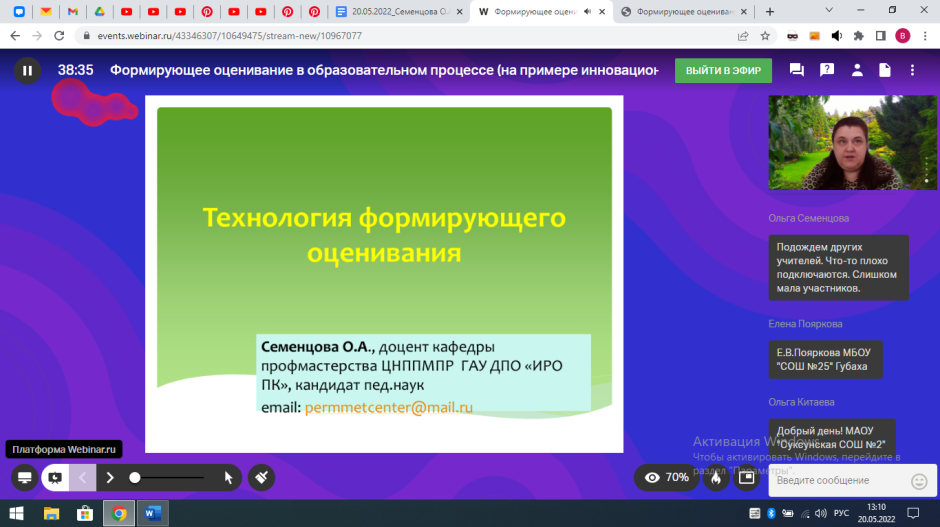 20.05.2022_Семенцова О.А
Формирующее оцени
Формирующее оцениван
events.webinar.ru/43346307/10649475/stream-new/10967077
В
38:35
Формирующее оценивание в образовательном процессе (на примере инновацион
ВЫЙТИ В ЭФИР
Технология формирующего
оценивания
Семенцова О.А., доцент кафедры
профмастерства ЦНППМПР ГАУ ДПО «ИРО
ПК», кандидат пед.наук
email: permmetcenter@mail.ru
Ольга Семенцова
Подождем других
учителей. Что-то плохо
подключаются. Слишком
мала участников.
Елена Пояркова
Е.В.Пояркова МБОУ
"СОШ №25" Губаха
Ольга Китаева
Добрый день! МАОУ
"Суксунская СОШ №2"
Активация Windows
Чтобы активировать Windows, перейдите в
раздел "Параметры".
Платформа Webinar.ru
70%
Введите сообщение
РУС
13:10
20.05.2022